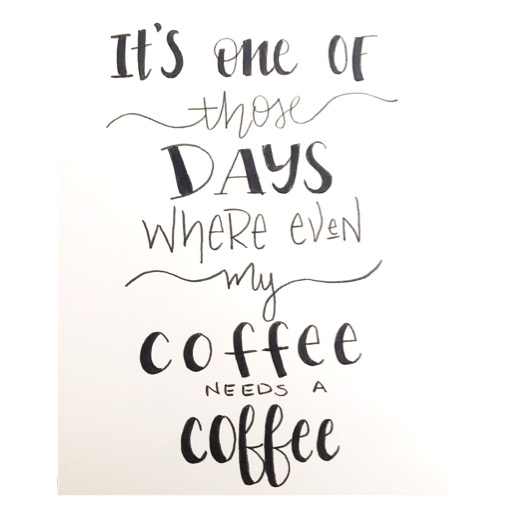 It's one of
those
DAYS
WHERE EVEN
my
coffee
NEEDS A
coffee